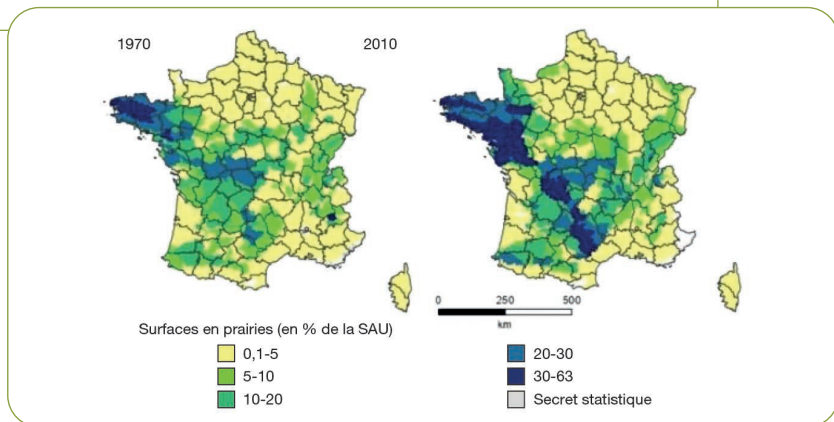 1970
2010
0 250 500
km
Surfaces en prairies (en % de la SAU)
0,1-5
5-10
10-20
20-30
30-63
Secret statistique